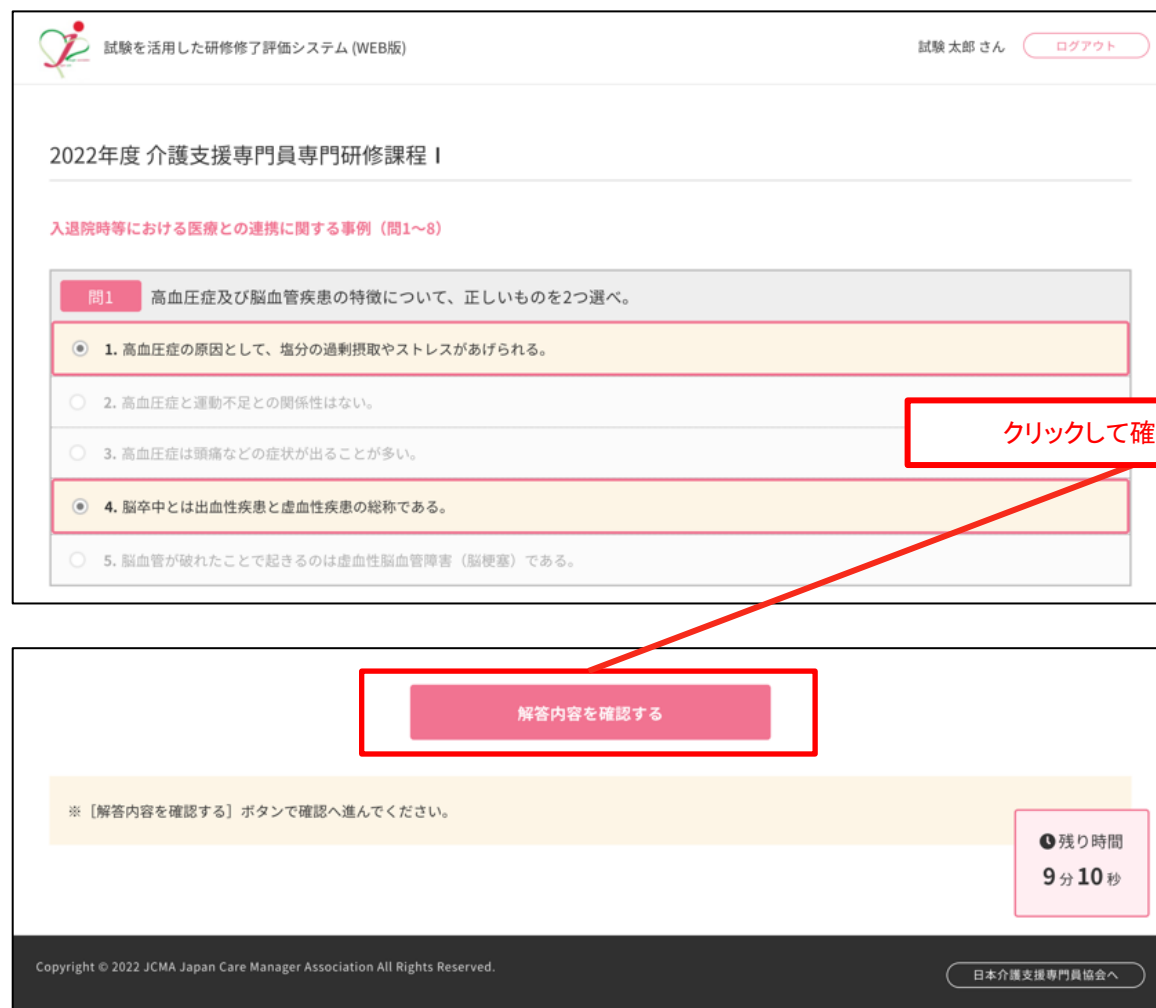 試験を活用した研修修了評価システム (WEB版)
試験 太郎 さん
ログアウト
2022年度 介護支援専門員専門研修課程 I
入退院時等における医療との連携に関する事例（問1〜8）
問1 高血圧症及び脳血管疾患の特徴について、正しいものを2つ選べ。
1. 高血圧症の原因として、塩分の過剰摂取やストレスがあげられる。
2. 高血圧症と運動不足との関係性はない。
3. 高血圧症は頭痛などの症状が出ることが多い。
クリックして確
4. 脳卒中とは出血性疾患と虚血性疾患の総称である。
5. 脳血管が破れたことで起きるのは虚血性脳血管障害（脳梗塞）である。
解答内容を確認する
※［解答内容を確認する］ボタンで確認へ進んでください。
残り時間
9分10秒
Copyright © 2022 JCMA Japan Care Manager Association All Rights Reserved.
日本介護支援専門員協会へ